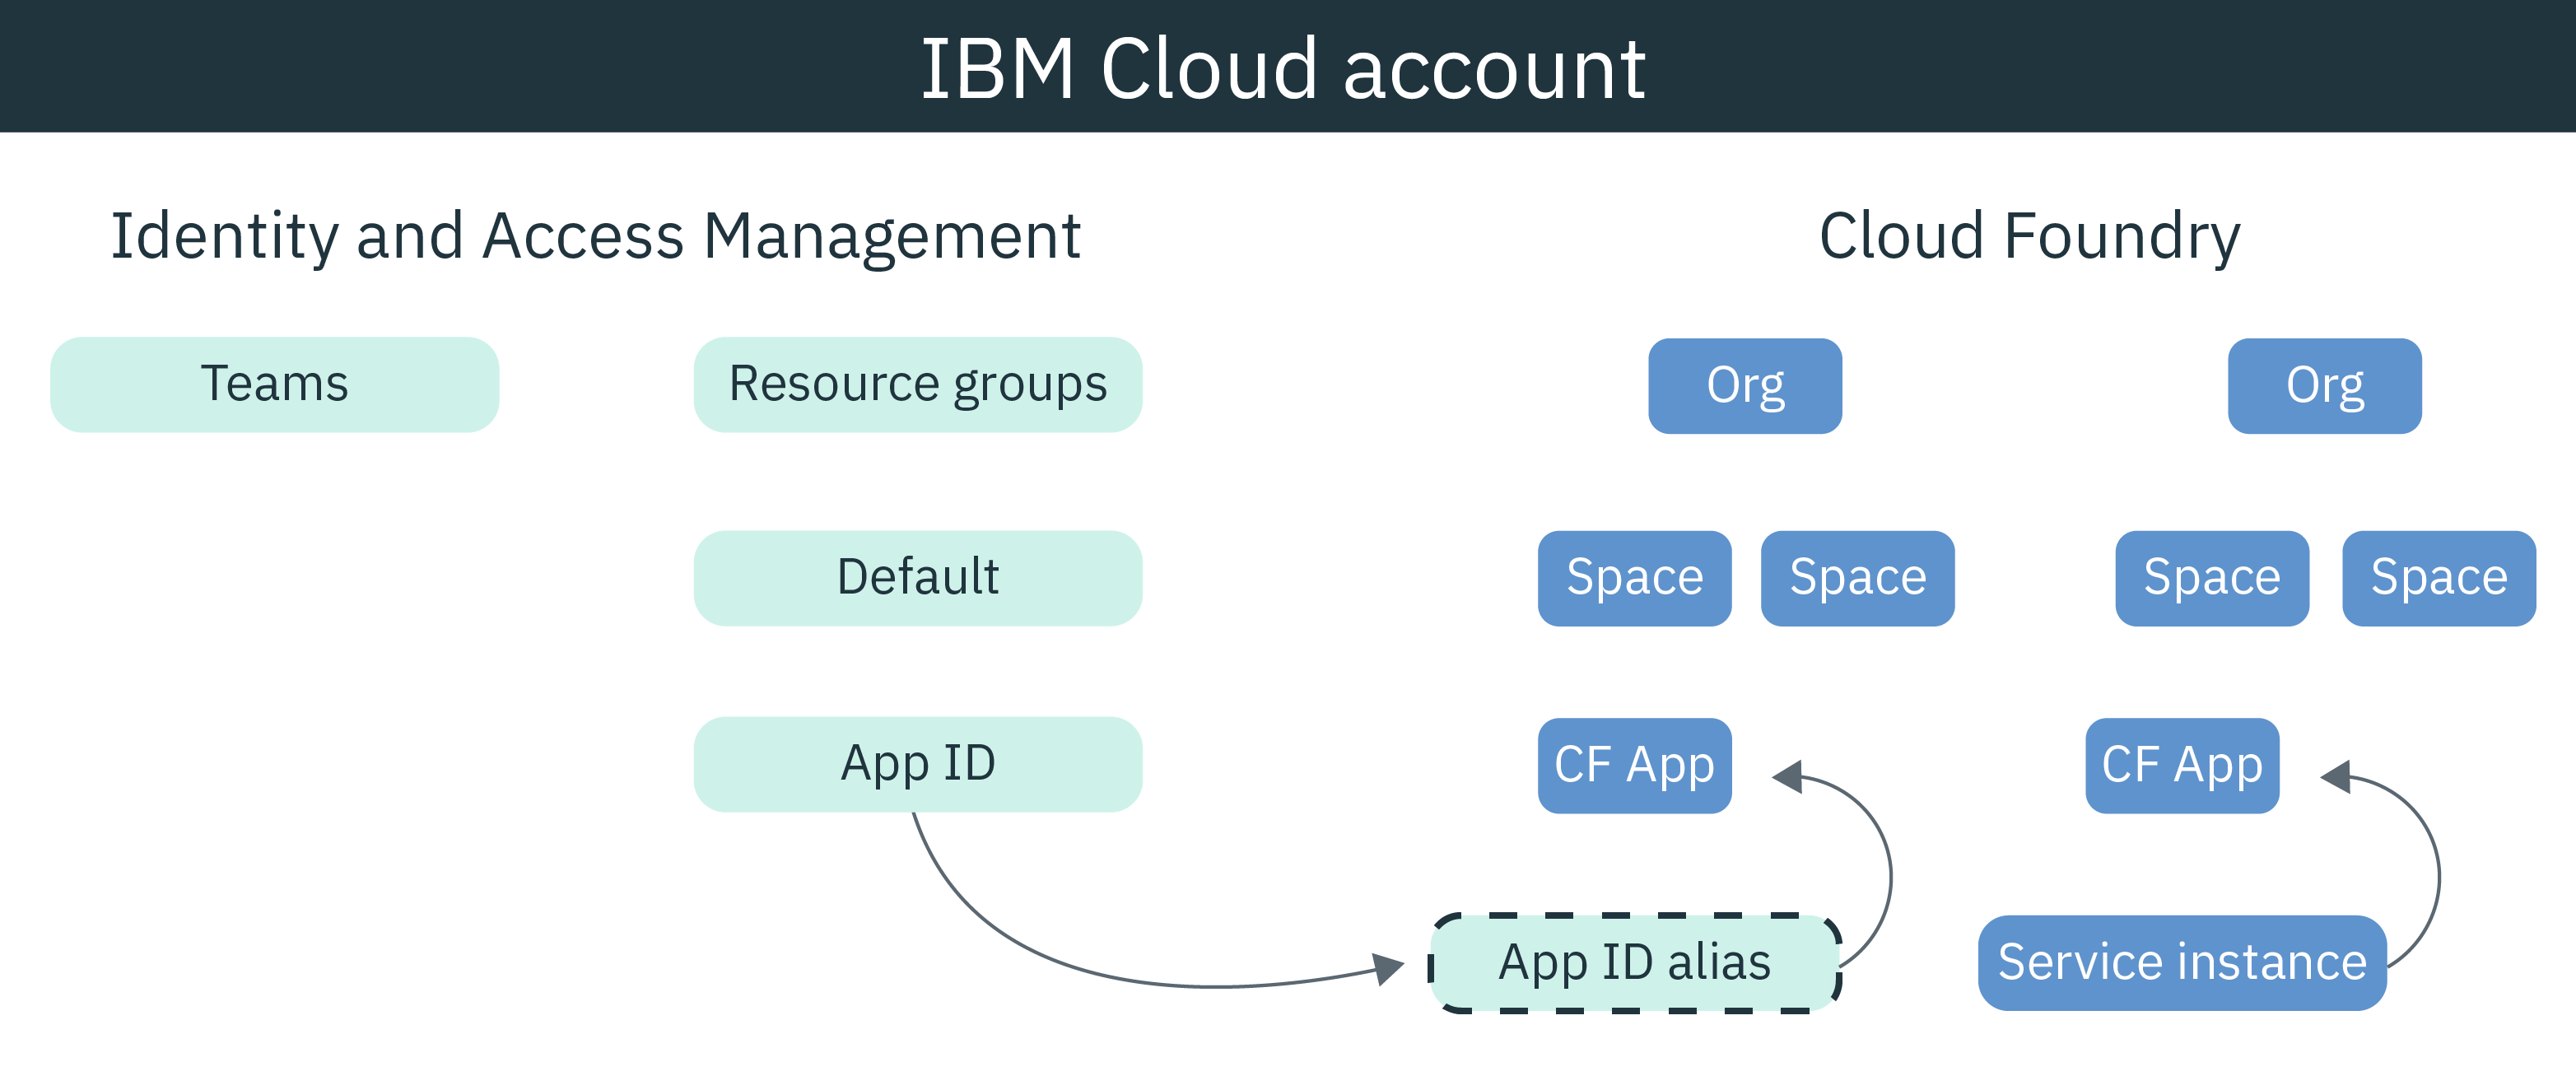 IBM Cloud account
Identity and Access Management
Cloud Foundry
Teams
Resource groups
Org
Org
Default
Space
Space
Space
Space
App ID
CF App
CF App
App ID alias
Service instance